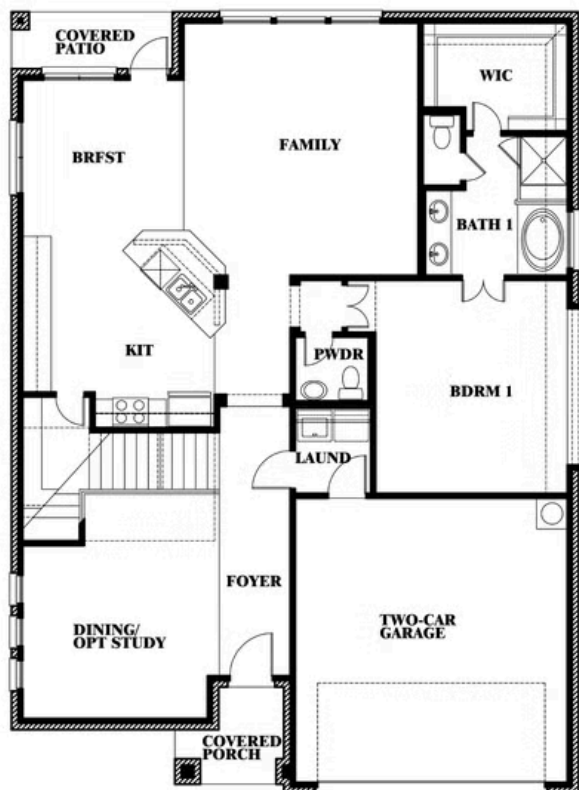 COVERED
PATIO
WIC
BRFST
FAMILY
BATH 1
KIT
PWDR
BDRM 1
LAUND
FOYER
DINING/
OPT STUDY
TWO-CAR
GARAGE
COVERED
PORCH